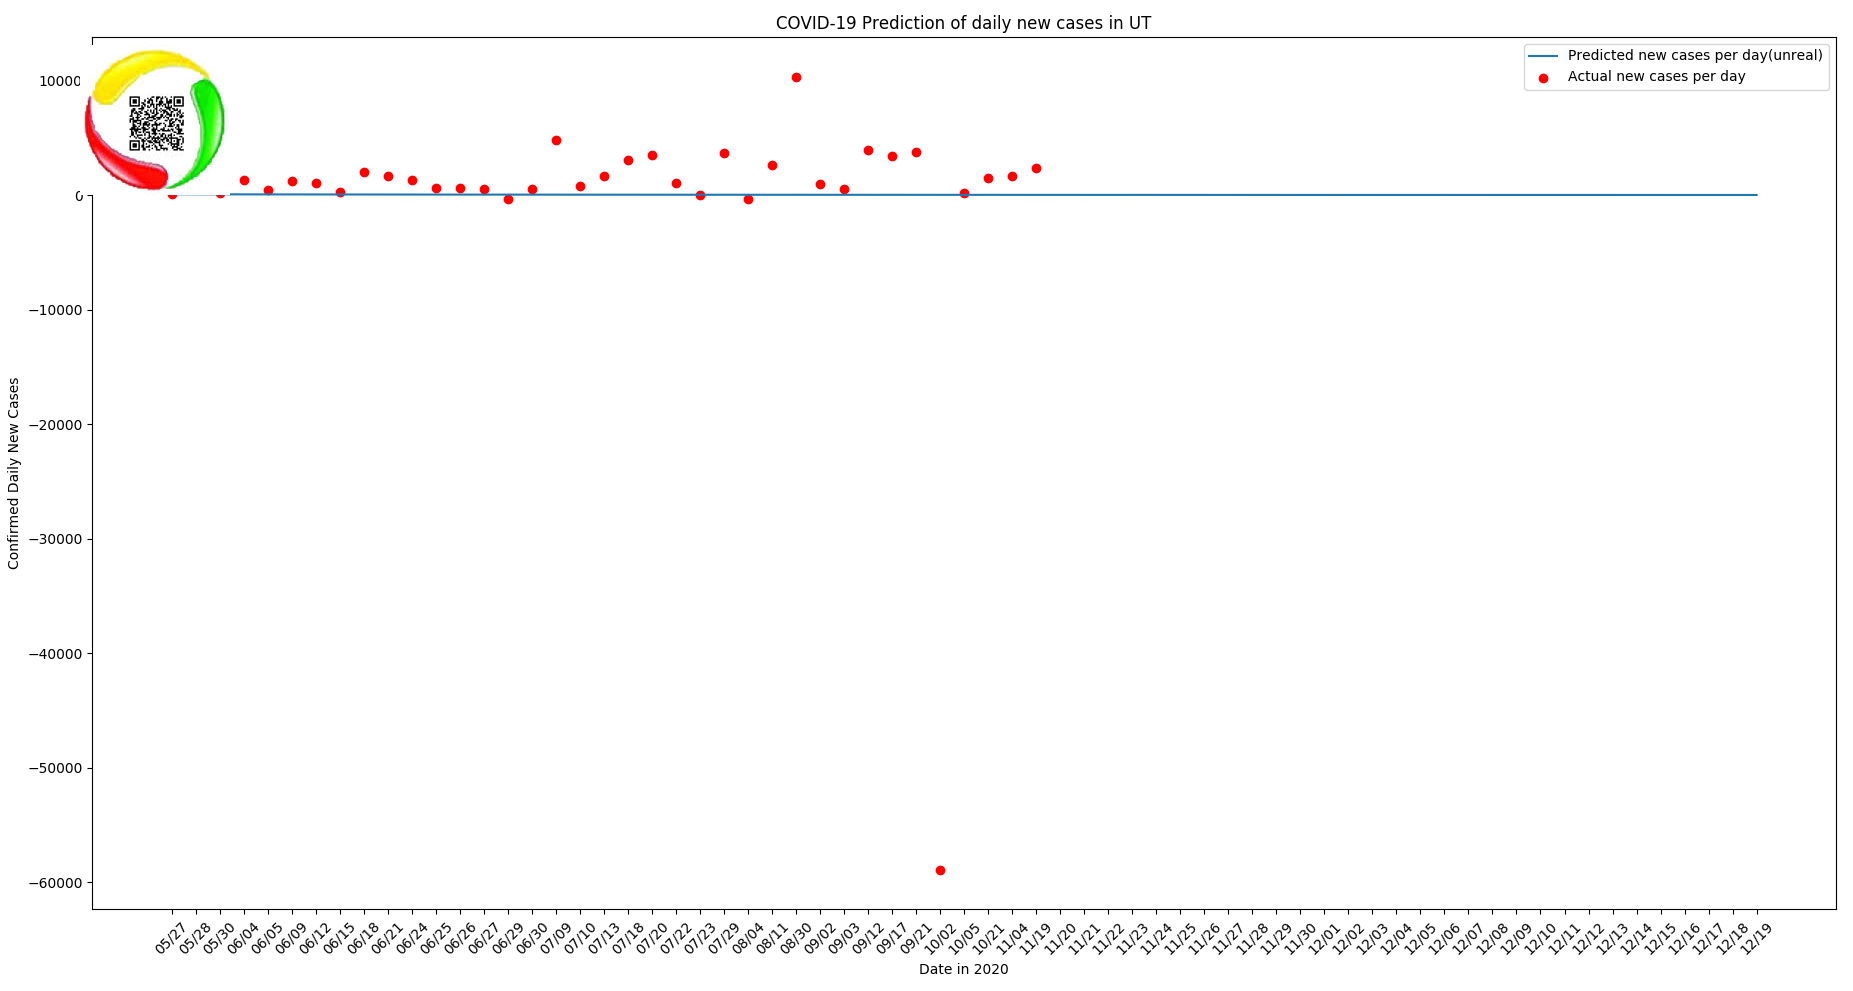 COVID-19 Prediction of daily new cases in UT
Predicted new cases per day(unreal)
Actual new cases per day
Confirmed Daily New Cases
10000
0
−10000
−20000
−30000
−40000
−50000
−60000
05/27 05/28 05/30 06/04 06/05 06/09 06/12 06/15 06/18 06/21 06/24 06/25 06/26 06/27 06/29 06/30 07/09 07/10 07/13 07/18 07/20 07/22 07/23 07/29 08/04 08/11 08/30 09/02 09/03 09/12 09/17 09/21 10/02 10/05 10/21 11/04 11/19 11/20 11/21 11/22 11/23 11/24 11/25 11/26 11/27 11/28 11/29 11/30 12/01 12/02 12/03 12/04 12/05 12/06 12/07 12/08 12/09 12/10 12/11 12/12 12/13 12/14 12/15 12/16 12/17 12/18 12/19
Date in 2020